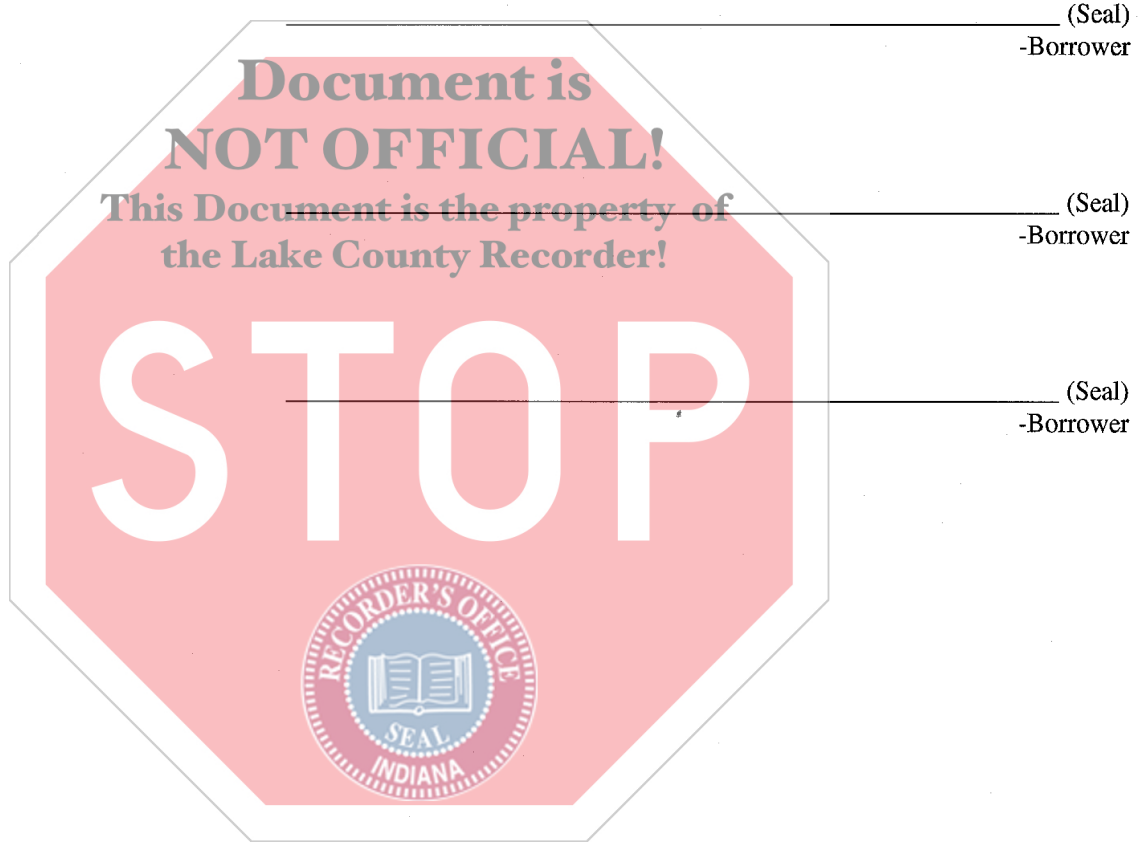 (Seal)
-Borrower
Document is
NOT OFFICIAL!
This Document is the property of
(Seal)
-Borrower
the Lake County Recorder!
STOP
(Seal)
-Borrower
RECORDER'S OFFICE
SEAL
INDIANA